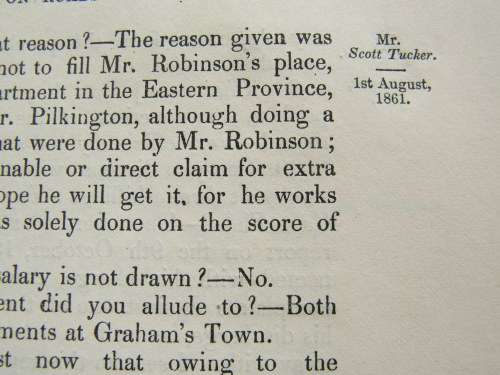 at reason ?—The reason given was
not to fill Mr. Robinson's place,
artment in the Eastern Province,
r. Pilkington, although doing a
hat were done by Mr. Robinson;
nable or direct claim for extra
ope he will get it, for he works
s solely done on the score of
salary is not drawn ?—No.
ent did you allude to ?—Both
ments at Graham's Town.
st now that owing to the
Mr.
Scott Tucker.
1st August,
1861.